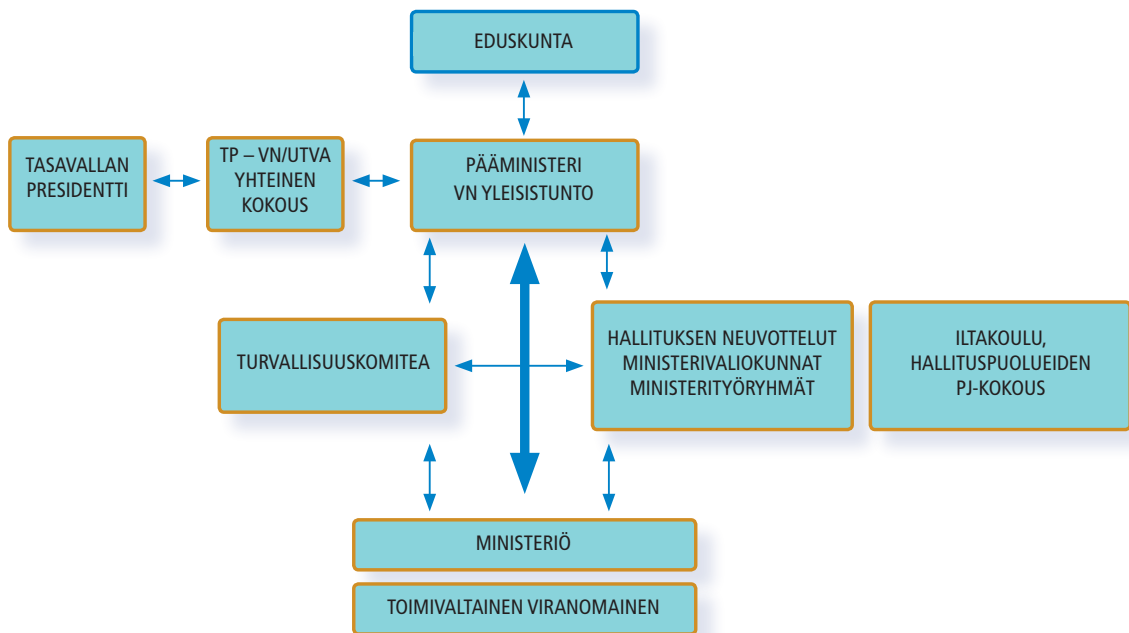 EDUSKUNTA
TASAVALLAN
PRESIDENTTI
TP – VN/UTVA
YHTEINEN
KOKOUS
PÄÄMINISTERI
VN YLEISISTUNTO
TURVALLISUUSKOMITEA
HALLITUKSEN NEUVOTTELUT
MINISTERIVALIOKUNNAT
MINISTERITYÖRYHMÄT
ILTAKOULU,
HALLITUSPUOLUEIDEN
PJ-KOKOUS
MINISTERIÖ
TOIMIVALTAINEN VIRANOMAINEN